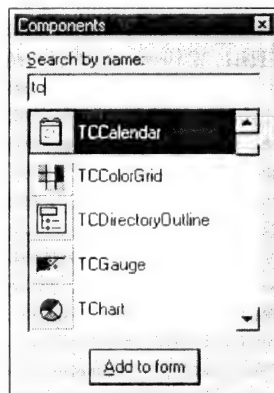 Components
Search by name:
tc
TCCalendar
TCColorGrid
TCDirectoryOutline
TCGauge
TChart
Add to form